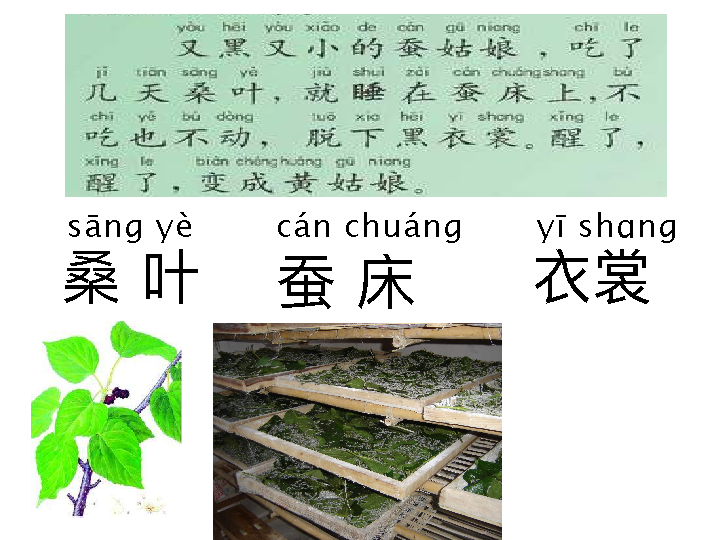 yòu hēi yòu xiǎo de cán gū niang chī le
又黑又小的蚕姑娘，吃了
jǐ tiān sāng yè jiù shuì zài cán chuáng shang bù
几天桑叶，就睡在蚕床上，不
chī yě bú dòng tuō xia hēi yī shang xǐng le
吃也不动，脱下黑衣裳。醒了，
xǐng le biàn chéng huáng gū niang
醒了，变成黄姑娘。
sāng yè cán chuáng yī shang
桑叶 蚕床 衣裳